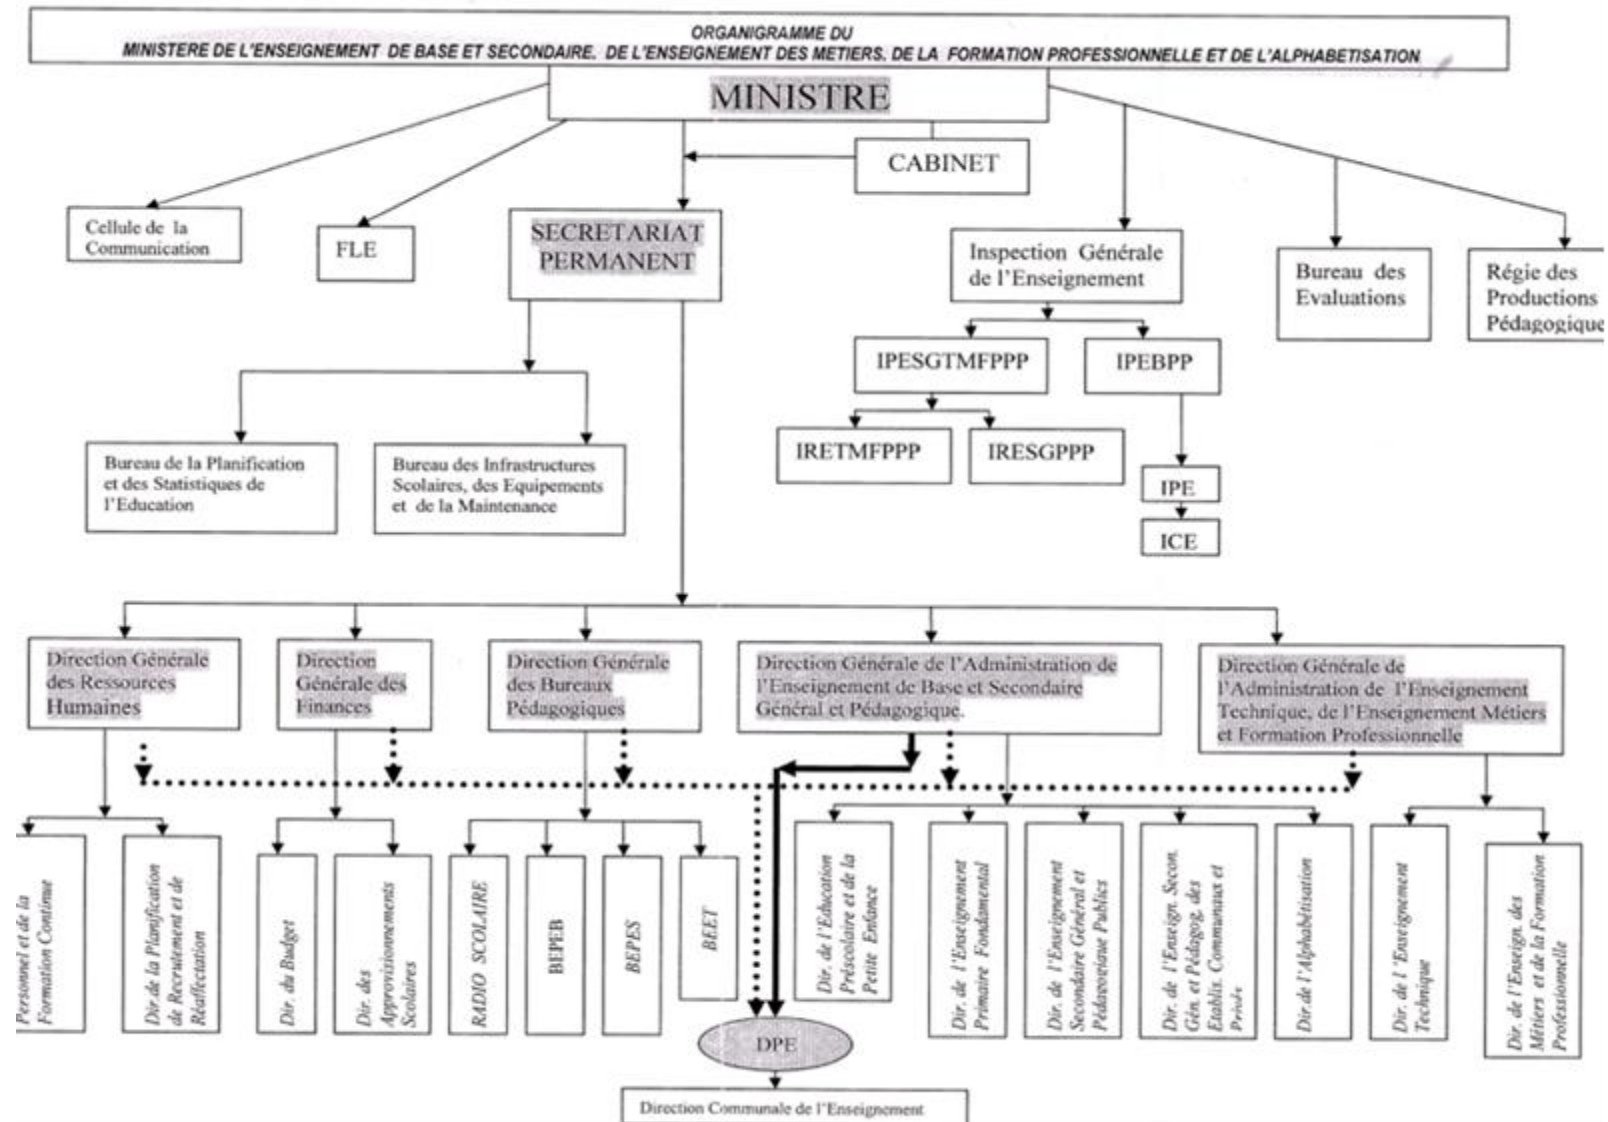 ORGANIGRAMME DU
MINISTERE DE L'ENSEIGNEMENT DE BASE ET SECONDAIRE. DE L'ENSEIGNEMENT DES METIERS. DE LA FORMATION PROFESSIONNELLE ET DE L'ALPHABETISATION
MINISTRE
CABINET
Cellule de la
Communication
FLE
SECRETARIAT
PERMANENT
Inspection Générale
de l'Enseignement
Bureau des
Evaluations
Régie des
Productions
Pédagogique
IPESGTMFPPP
IPEBPP
IRETMFPPP
IRESGPPP
IPE
ICE
Bureau de la Planification
et des Statistiques de
l'Education
Bureau des Infrastructures
Scolaires, des Equipements
et de la Maintenance
Direction Générale
des Ressources
Humaines
Direction
Générale des
Finances
Direction Générale
des Bureaux
Pédagogiques
Direction Générale de l'Administration de
l'Enseignement de Base et Secondaire
Général et Pédagogique.
Direction Générale de
l'Administration de l'Enseignement
Technique, de l'Enseignement Métiers
et Formation Professionnelle
Personnel et de la
Formation Continue
Dir.de la Planification
de Recrutement et de
Réaffectation
Dir. du Budget
Dir. des
Approvisionnements
Scolaires
RADIO SCOLAIRE
BEPEB
BEPES
BEET
Dir. de l'Education
Préscolaire et de la
Petite Enfance
Dir. de l'Enseignement
Primaire Fondamental
Dir. de l'Enseignement
Secondaire Général et
Pédagogique Publics
Dir. de l'Enseign. Secon.
Gén. et Pédagog, des
Etablis. Communaux et
Privés
Dir.de l'Alphabétisation
Dir. de l'Enseignement
Technique
Dir. de l'Enseign. des
Métiers et de la Formation
Professionnelle
DPE
Direction Communale de l'Enseignement